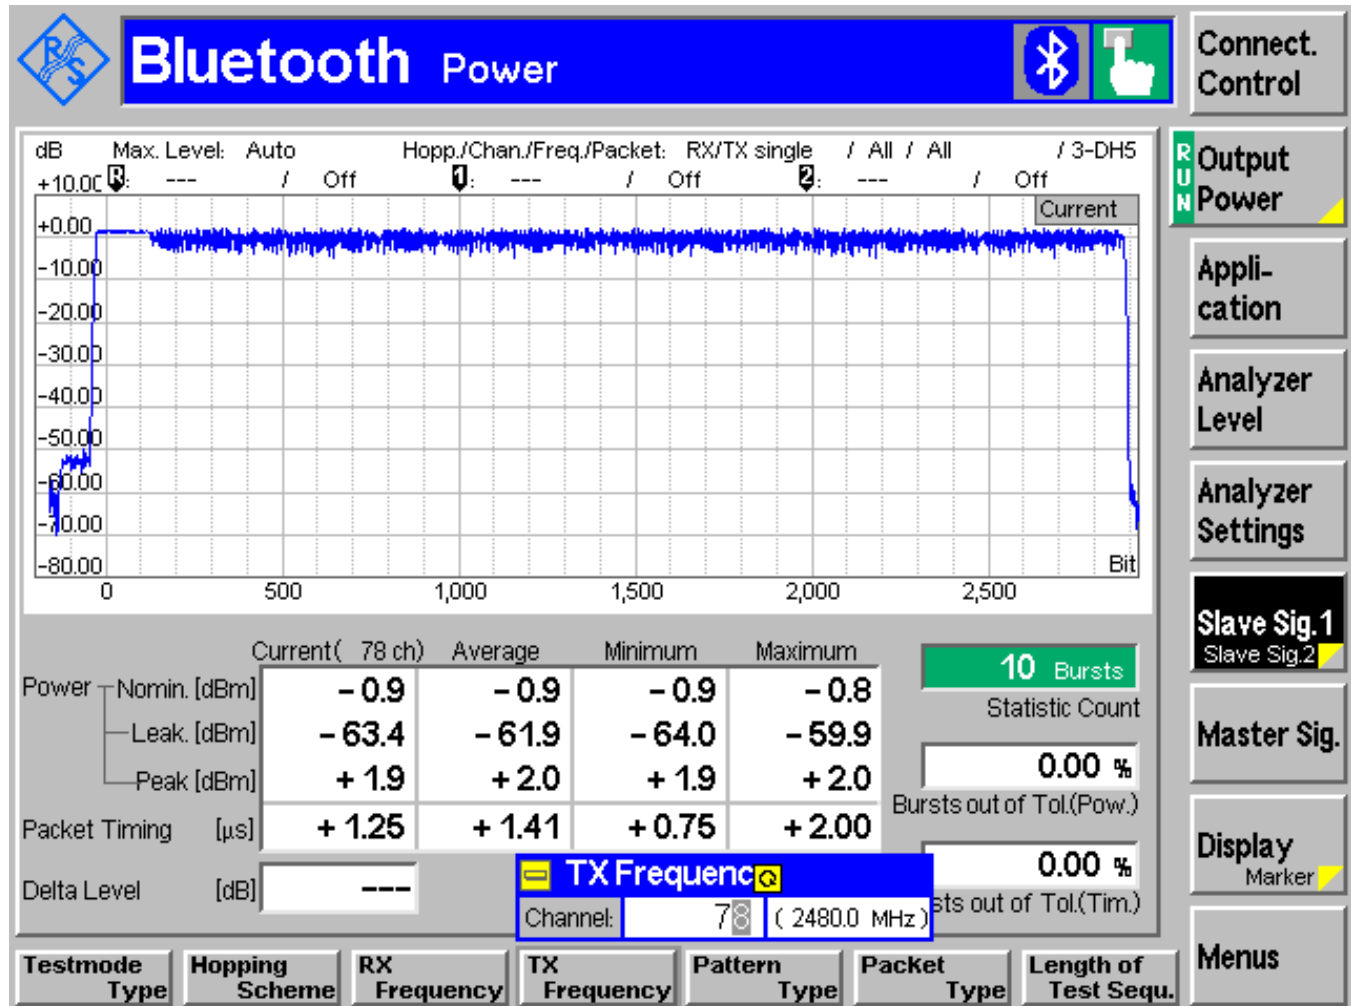 R&S Bluetooth Power
Connect. Control
dB Max. Level: Auto Hopp./Chan./Freq./Packet: RX/TX single / All / All / 3-DH5
+10.00 R: --- / Off 1: --- / Off 2: --- / Off
Current
+0.00
-10.00
-20.00
-30.00
-40.00
-50.00
-60.00
-70.00
-80.00
Bit
0 500 1,000 1,500 2,000 2,500
RUN
Output
Power
Appli-
cation
Analyzer
Level
Analyzer
Settings
Slave Sig.1
Slave Sig.2
Master Sig.
Display
Marker
Menus
Current( 78 ch) Average Minimum Maximum
Power Nomin. [dBm] - 0.9 - 0.9 - 0.9 - 0.8
Leak. [dBm] - 63.4 - 61.9 - 64.0 - 59.9
Peak [dBm] + 1.9 + 2.0 + 1.9 + 2.0
Packet Timing [µs] + 1.25 + 1.41 + 0.75 + 2.00
Delta Level [dB] ---
10 Bursts
Statistic Count
0.00 %
Bursts out of Tol.(Pow.)
0.00 %
sts out of Tol.(Tim.)
TX Frequenc
Channel: 78 ( 2480.0 MHz )
Testmode Type
Hopping Scheme
RX Frequency
TX Frequency
Pattern Type
Packet Type
Length of Test Sequ.